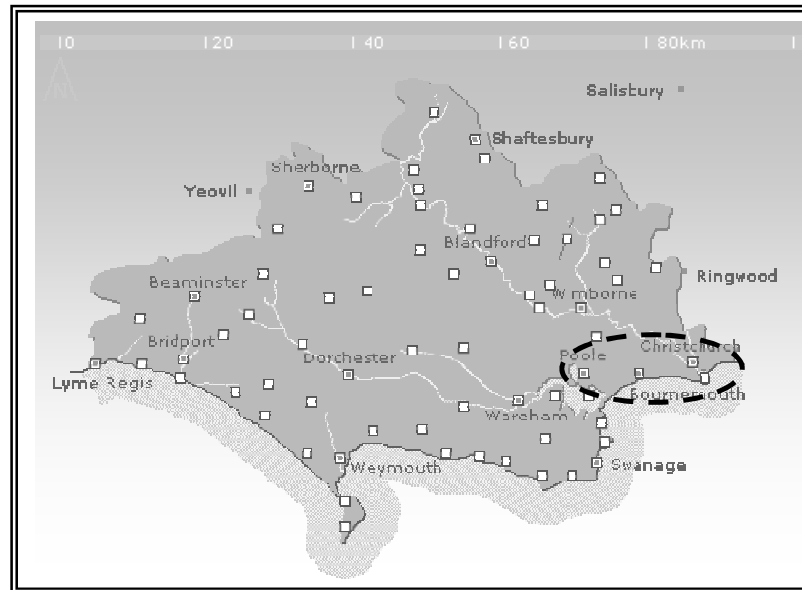 0 20 40 60 80km
Salisbury
N
Shaftesbury
Sherborne
Yeovil
Blandford
Ringwood
Beaminster
Wimborne
Bridport
Christchurch
Dorchester
Poole
Lyme Regis
Bournemouth
Wareham
Weymouth
Swanage